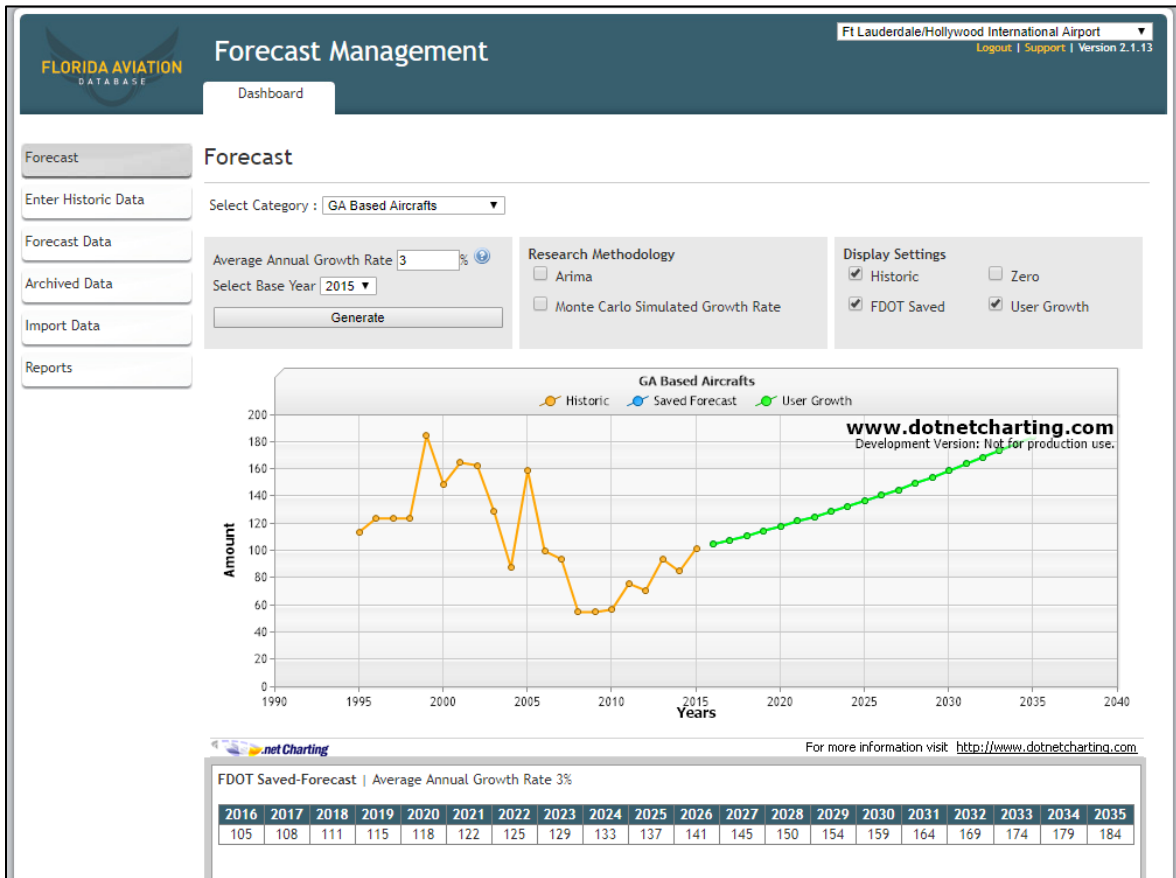 FLORIDA AVIATION
DATABASE
Forecast Management
Ft Lauderdale/Hollywood International Airport
Logout | Support | Version 2.1.13
Dashboard
Forecast
Enter Historic Data
Forecast Data
Archived Data
Import Data
Reports
Forecast
Select Category : GA Based Aircrafts
Average Annual Growth Rate 3 %
Select Base Year 2015
Generate
Research Methodology
Arima
Monte Carlo Simulated Growth Rate
Display Settings
Historic Zero
FDOT Saved User Growth
GA Based Aircrafts
Historic Saved Forecast User Growth
www.dotnetcharting.com
Development Version: Not for production use.
Amount
200
180
160
140
120
100
80
60
40
20
0
1990 1995 2000 2005 2010 2015 2020 2025 2030 2035 2040
Years
.net Charting
For more information visit http://www.dotnetcharting.com
FDOT Saved-Forecast | Average Annual Growth Rate 3%
2016 2017 2018 2019 2020 2021 2022 2023 2024 2025 2026 2027 2028 2029 2030 2031 2032 2033 2034 2035
105 108 111 115 118 122 125 129 133 137 141 145 150 154 159 164 169 174 179 184